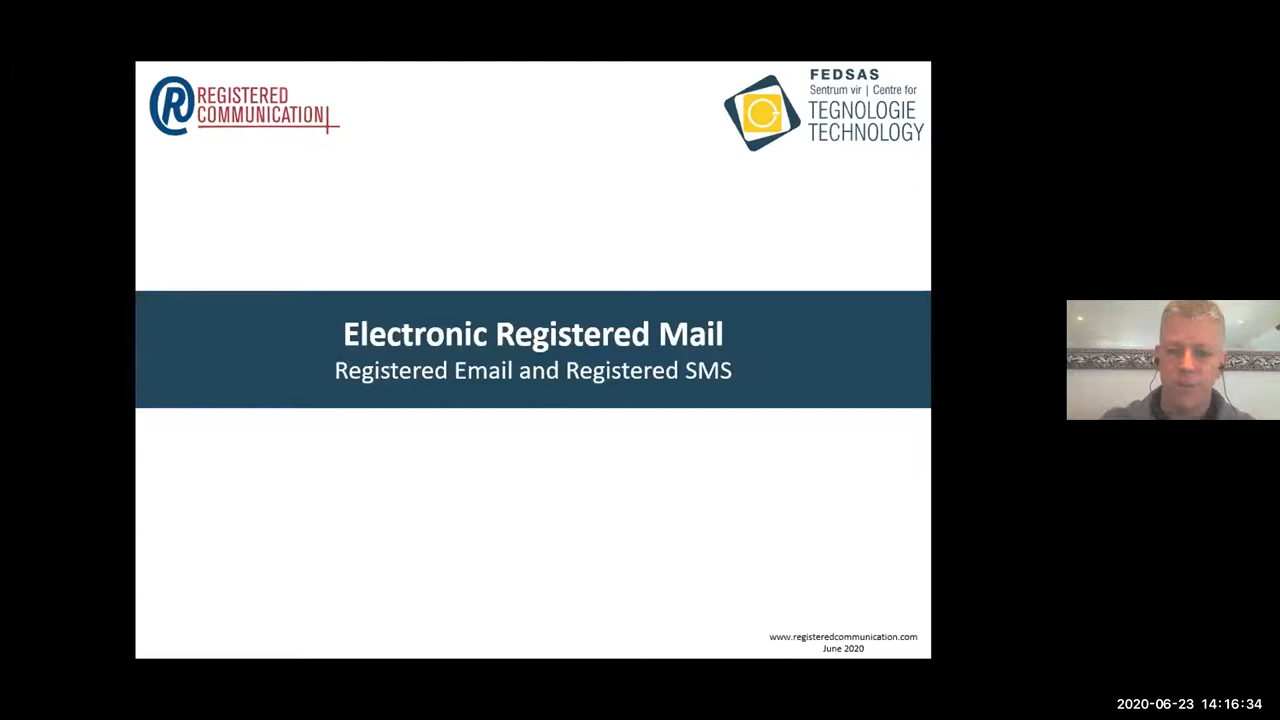 REGISTERED
COMMUNICATION
FEDSAS
Sentrum vir | Centre for
TEGNOLOGIE
TECHNOLOGY
Electronic Registered Mail
Registered Email and Registered SMS
www.registeredcommunication.com
June 2020
2020-06-23 14:16:34